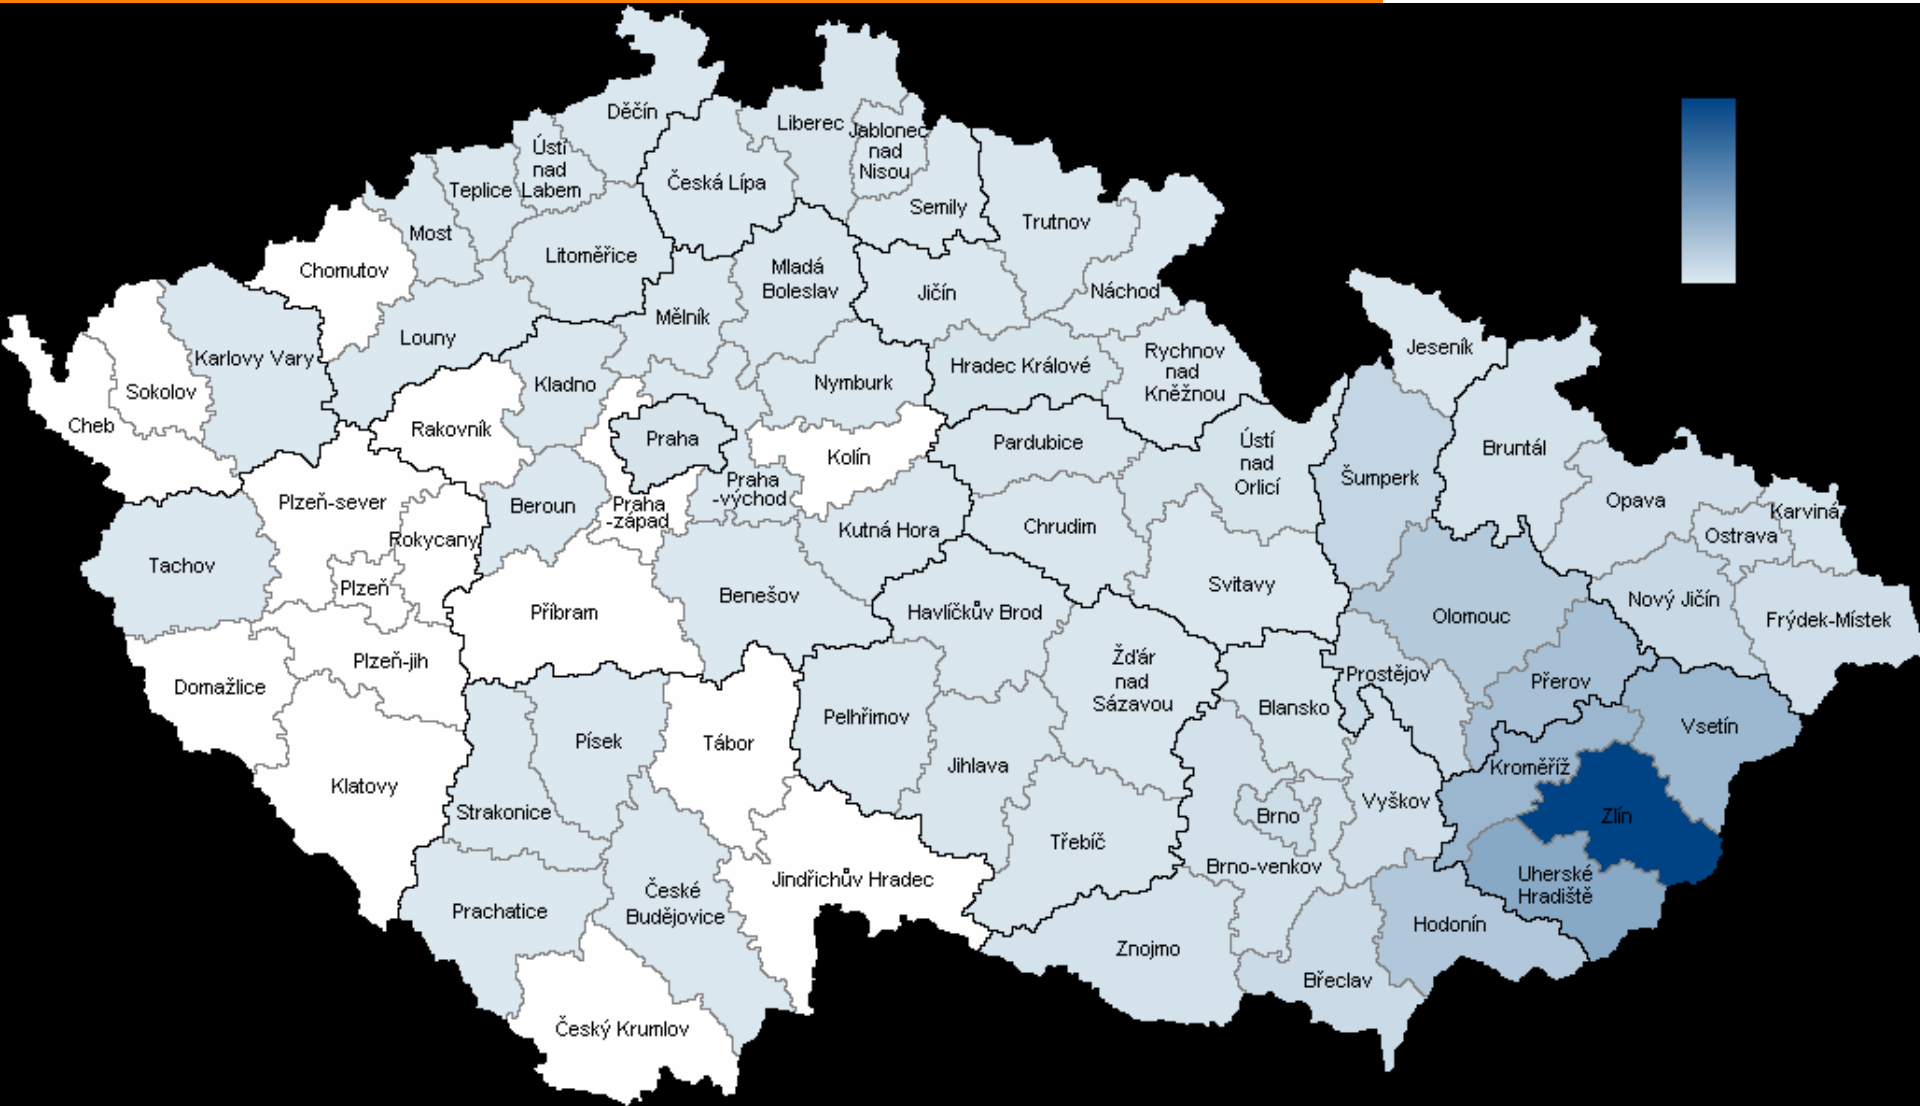 Děčín
Liberec
Jablonec
nad
Nisou
Ústí
nad
Labem
Teplice
Česká Lípa
Semily
Trutnov
Most
Litoměřice
Chomutov
Mladá
Boleslav
Jičín
Náchod
Mělník
Louny
Karlovy Vary
Jeseník
Rychnov
nad
Kněžnou
Hradec Králové
Nymburk
Kladno
Sokolov
Cheb
Rakovník
Praha
Pardubice
Kolín
Ústí
nad
Orlicí
Bruntál
Šumperk
Praha
-východ
Plzeň-sever
Beroun
Praha
-západ
Opava
Karviná
Ostrava
Chrudim
Kutná Hora
Rokycany
Tachov
Plzeň
Svitavy
Benešov
Nový Jičín
Příbram
Havlíčkův Brod
Olomouc
Frýdek-Místek
Plzeň-jih
Žďár
nad
Sázavou
Prostějov
Přerov
Domažlice
Blansko
Pelhřimov
Vsetín
Písek
Tábor
Jihlava
Kroměříž
Klatovy
Vyškov
Strakonice
Brno
Zlín
Třebíč
Brno-venkov
Uherské
Hradiště
Jindřichův Hradec
České
Budějovice
Prachatice
Hodonín
Znojmo
Břeclav
Český Krumlov